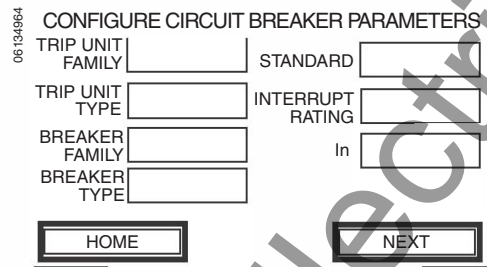 06134964
CONFIGURE CIRCUIT BREAKER PARAMETERS
TRIP UNIT
FAMILY
STANDARD
TRIP UNIT
TYPE
INTERRUPT
RATING
BREAKER
FAMILY
In
BREAKER
TYPE
HOME
NEXT